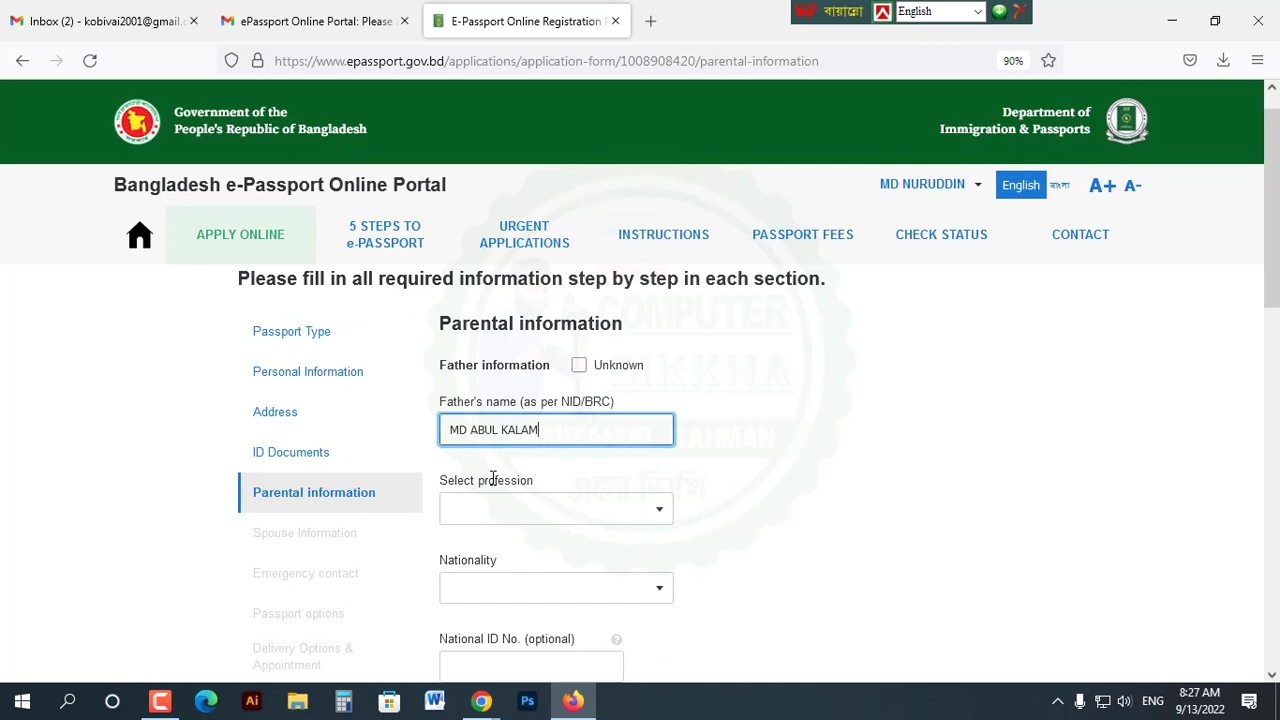 Inbox (2) - kobbai2001@gmail.c
ePassport Online Portal: Please
E-Passport Online Registration P
বায়ান্নো
English
https://www.epassport.gov.bd/applications/application-form/1008908420/parental-information
90%
Government of the
People's Republic of Bangladesh
Department of
Immigration & Passports
Bangladesh e-Passport Online Portal
MD NURUDDIN
English
বাংলা
A+ A-
APPLY ONLINE
5 STEPS TO
e-PASSPORT
URGENT
APPLICATIONS
INSTRUCTIONS
PASSPORT FEES
CHECK STATUS
CONTACT
Please fill in all required information step by step in each section.
Passport Type
Personal Information
Address
ID Documents
Parental information
Spouse Information
Emergency contact
Passport options
Delivery Options &
Appointment
Parental information
Father information
Unknown
Father's name (as per NID/BRC)
MD ABUL KALAM
Select profession
Nationality
National ID No. (optional)
?
COMPUTER
RAHMAN
Ai
W
Ps
ENG
8:27 AM
9/13/2022